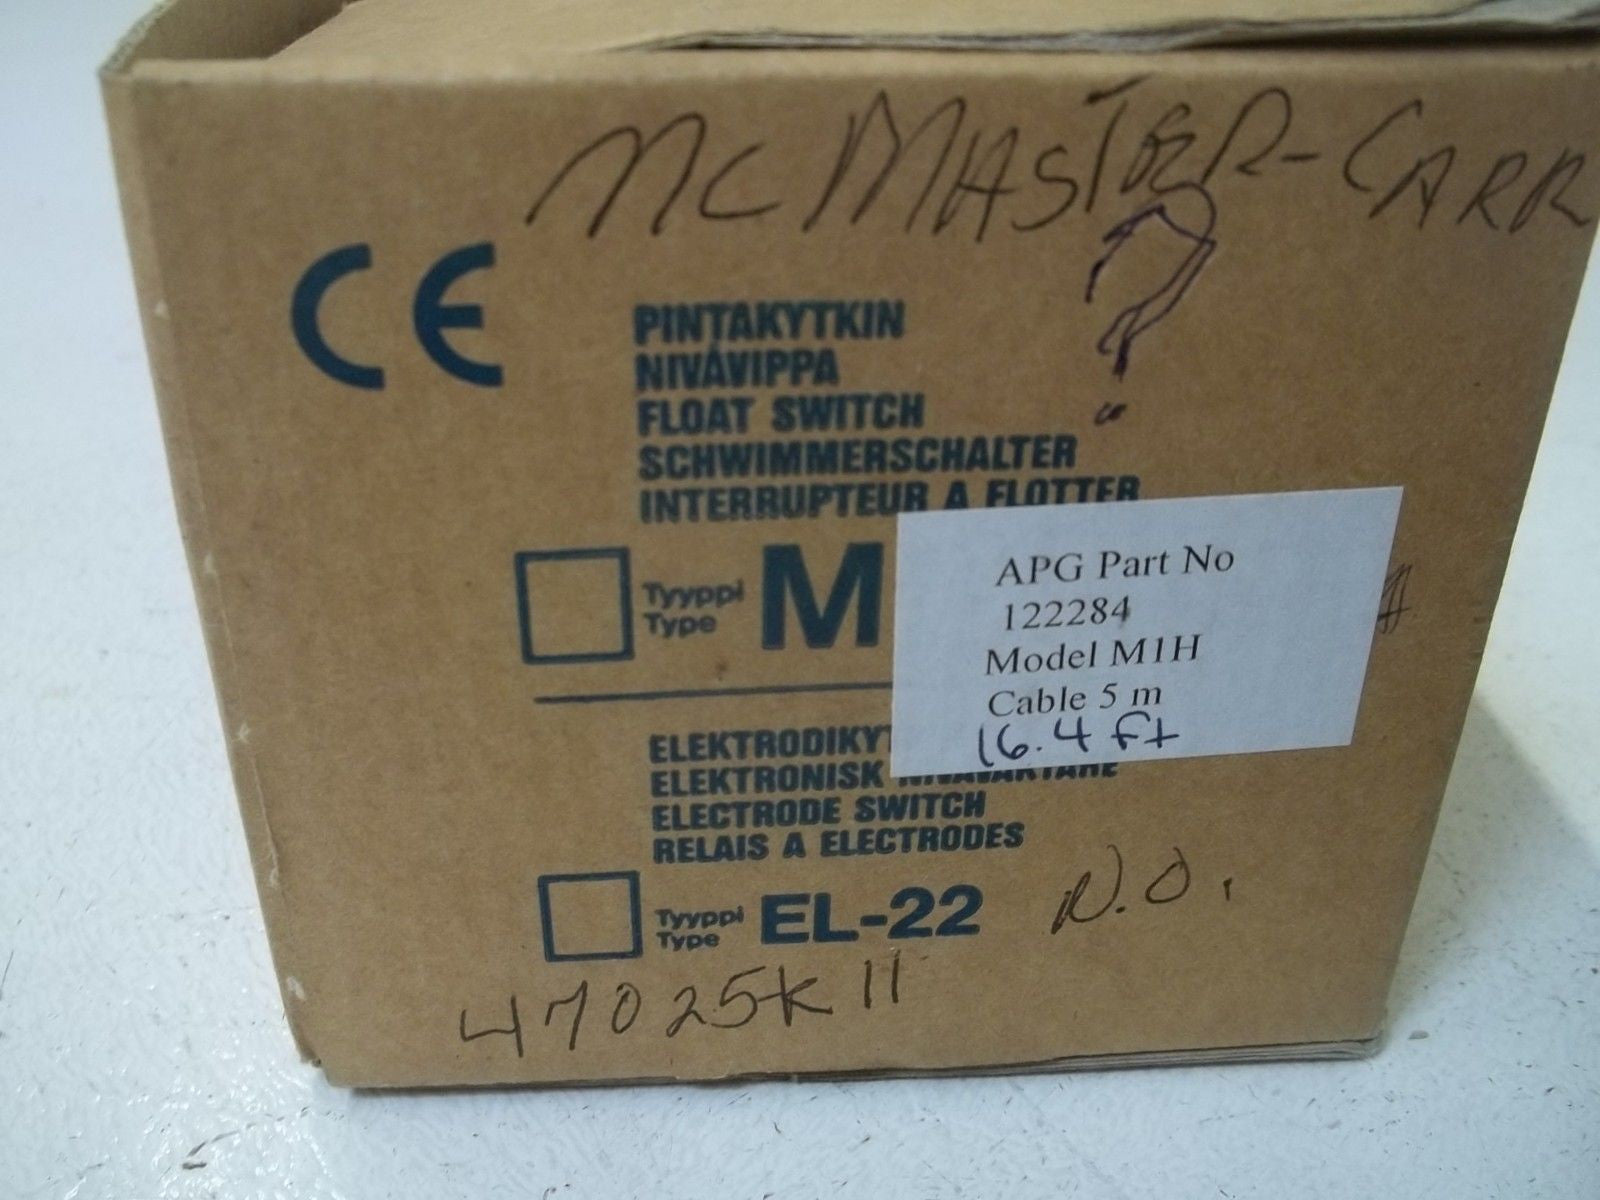 McMASTER-CARR
?
CE
PINTAKYTKIN
NIVÅVIPPA
FLOAT SWITCH
SCHWIMMERSCHALTER
INTERRUPTEUR A FLOTTER
Tyyppi
Type
M
APG Part No
122284
Model M1H
Cable 5 m
16.4 ft
ELEKTRODIKY
ELEKTRONISK
ELECTRODE SWITCH
RELAIS A ELECTRODES
Tyyppi
Type
EL-22
N.O.
47025K11